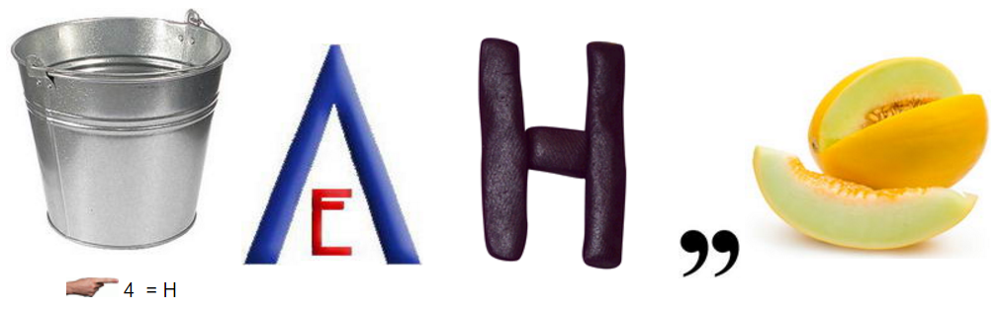 Л Е Н ,,
4 = Н